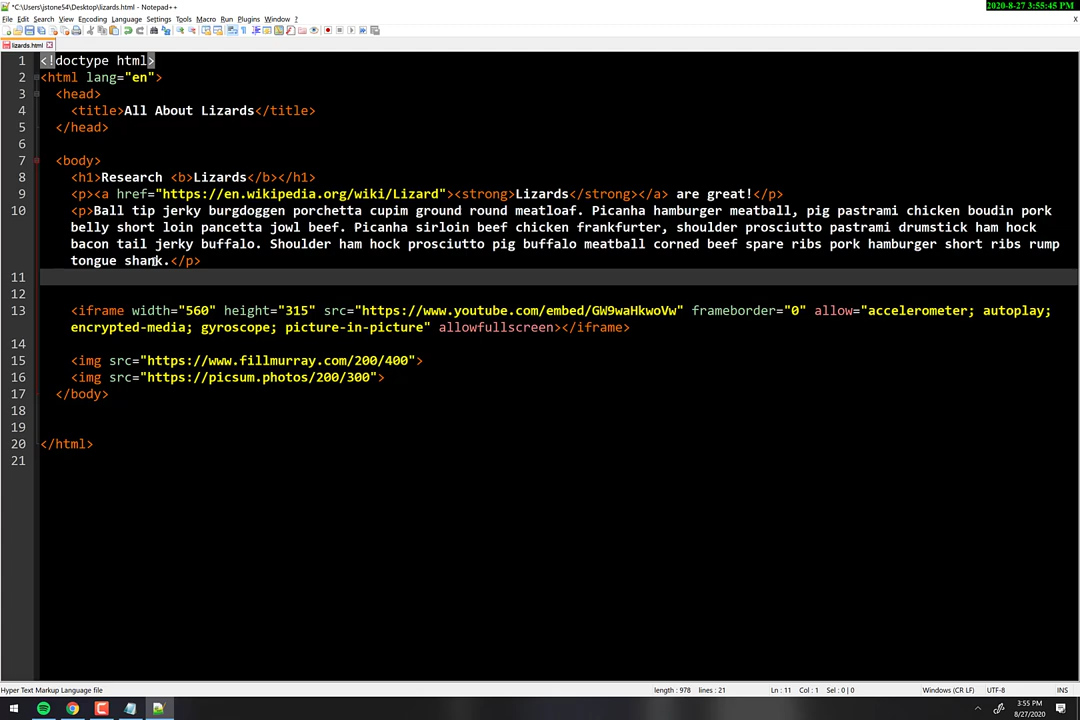 *C:\Users\jstone54\Desktop\lizards.html - Notepad++
2020-8-27 3:55:45 PM
File Edit Search View Encoding Language Settings Tools Macro Run Plugins Window ? X
lizards.html
1 <!doctype html>
2 <html lang="en">
3 <head>
4 <title>All About Lizards</title>
5 </head>
6
7 <body>
8 <h1>Research <b>Lizards</b></h1>
9 <p><a href="https://en.wikipedia.org/wiki/Lizard"><strong>Lizards</strong></a> are great!</p>
10 <p>Ball tip jerky burgdoggen porchetta cupim ground round meatloaf. Picanha hamburger meatball, pig pastrami chicken boudin pork
belly short loin pancetta jowl beef. Picanha sirloin beef chicken frankfurter, shoulder prosciutto pastrami drumstick ham hock
bacon tail jerky buffalo. Shoulder ham hock prosciutto pig buffalo meatball corned beef spare ribs pork hamburger short ribs rump
tongue shank.</p>
11
12
13 <iframe width="560" height="315" src="https://www.youtube.com/embed/GW9waHkwoVw" frameborder="0" allow="accelerometer; autoplay;
encrypted-media; gyroscope; picture-in-picture" allowfullscreen></iframe>
14
15 <img src="https://www.fillmurray.com/200/400">
16 <img src="https://picsum.photos/200/300">
17 </body>
18
19
20 </html>
21
Hyper Text Markup Language file length : 978 lines : 21 Ln : 11 Col : 1 Sel : 0 | 0 Windows (CR LF) UTF-8 INS
3:55 PM
8/27/2020